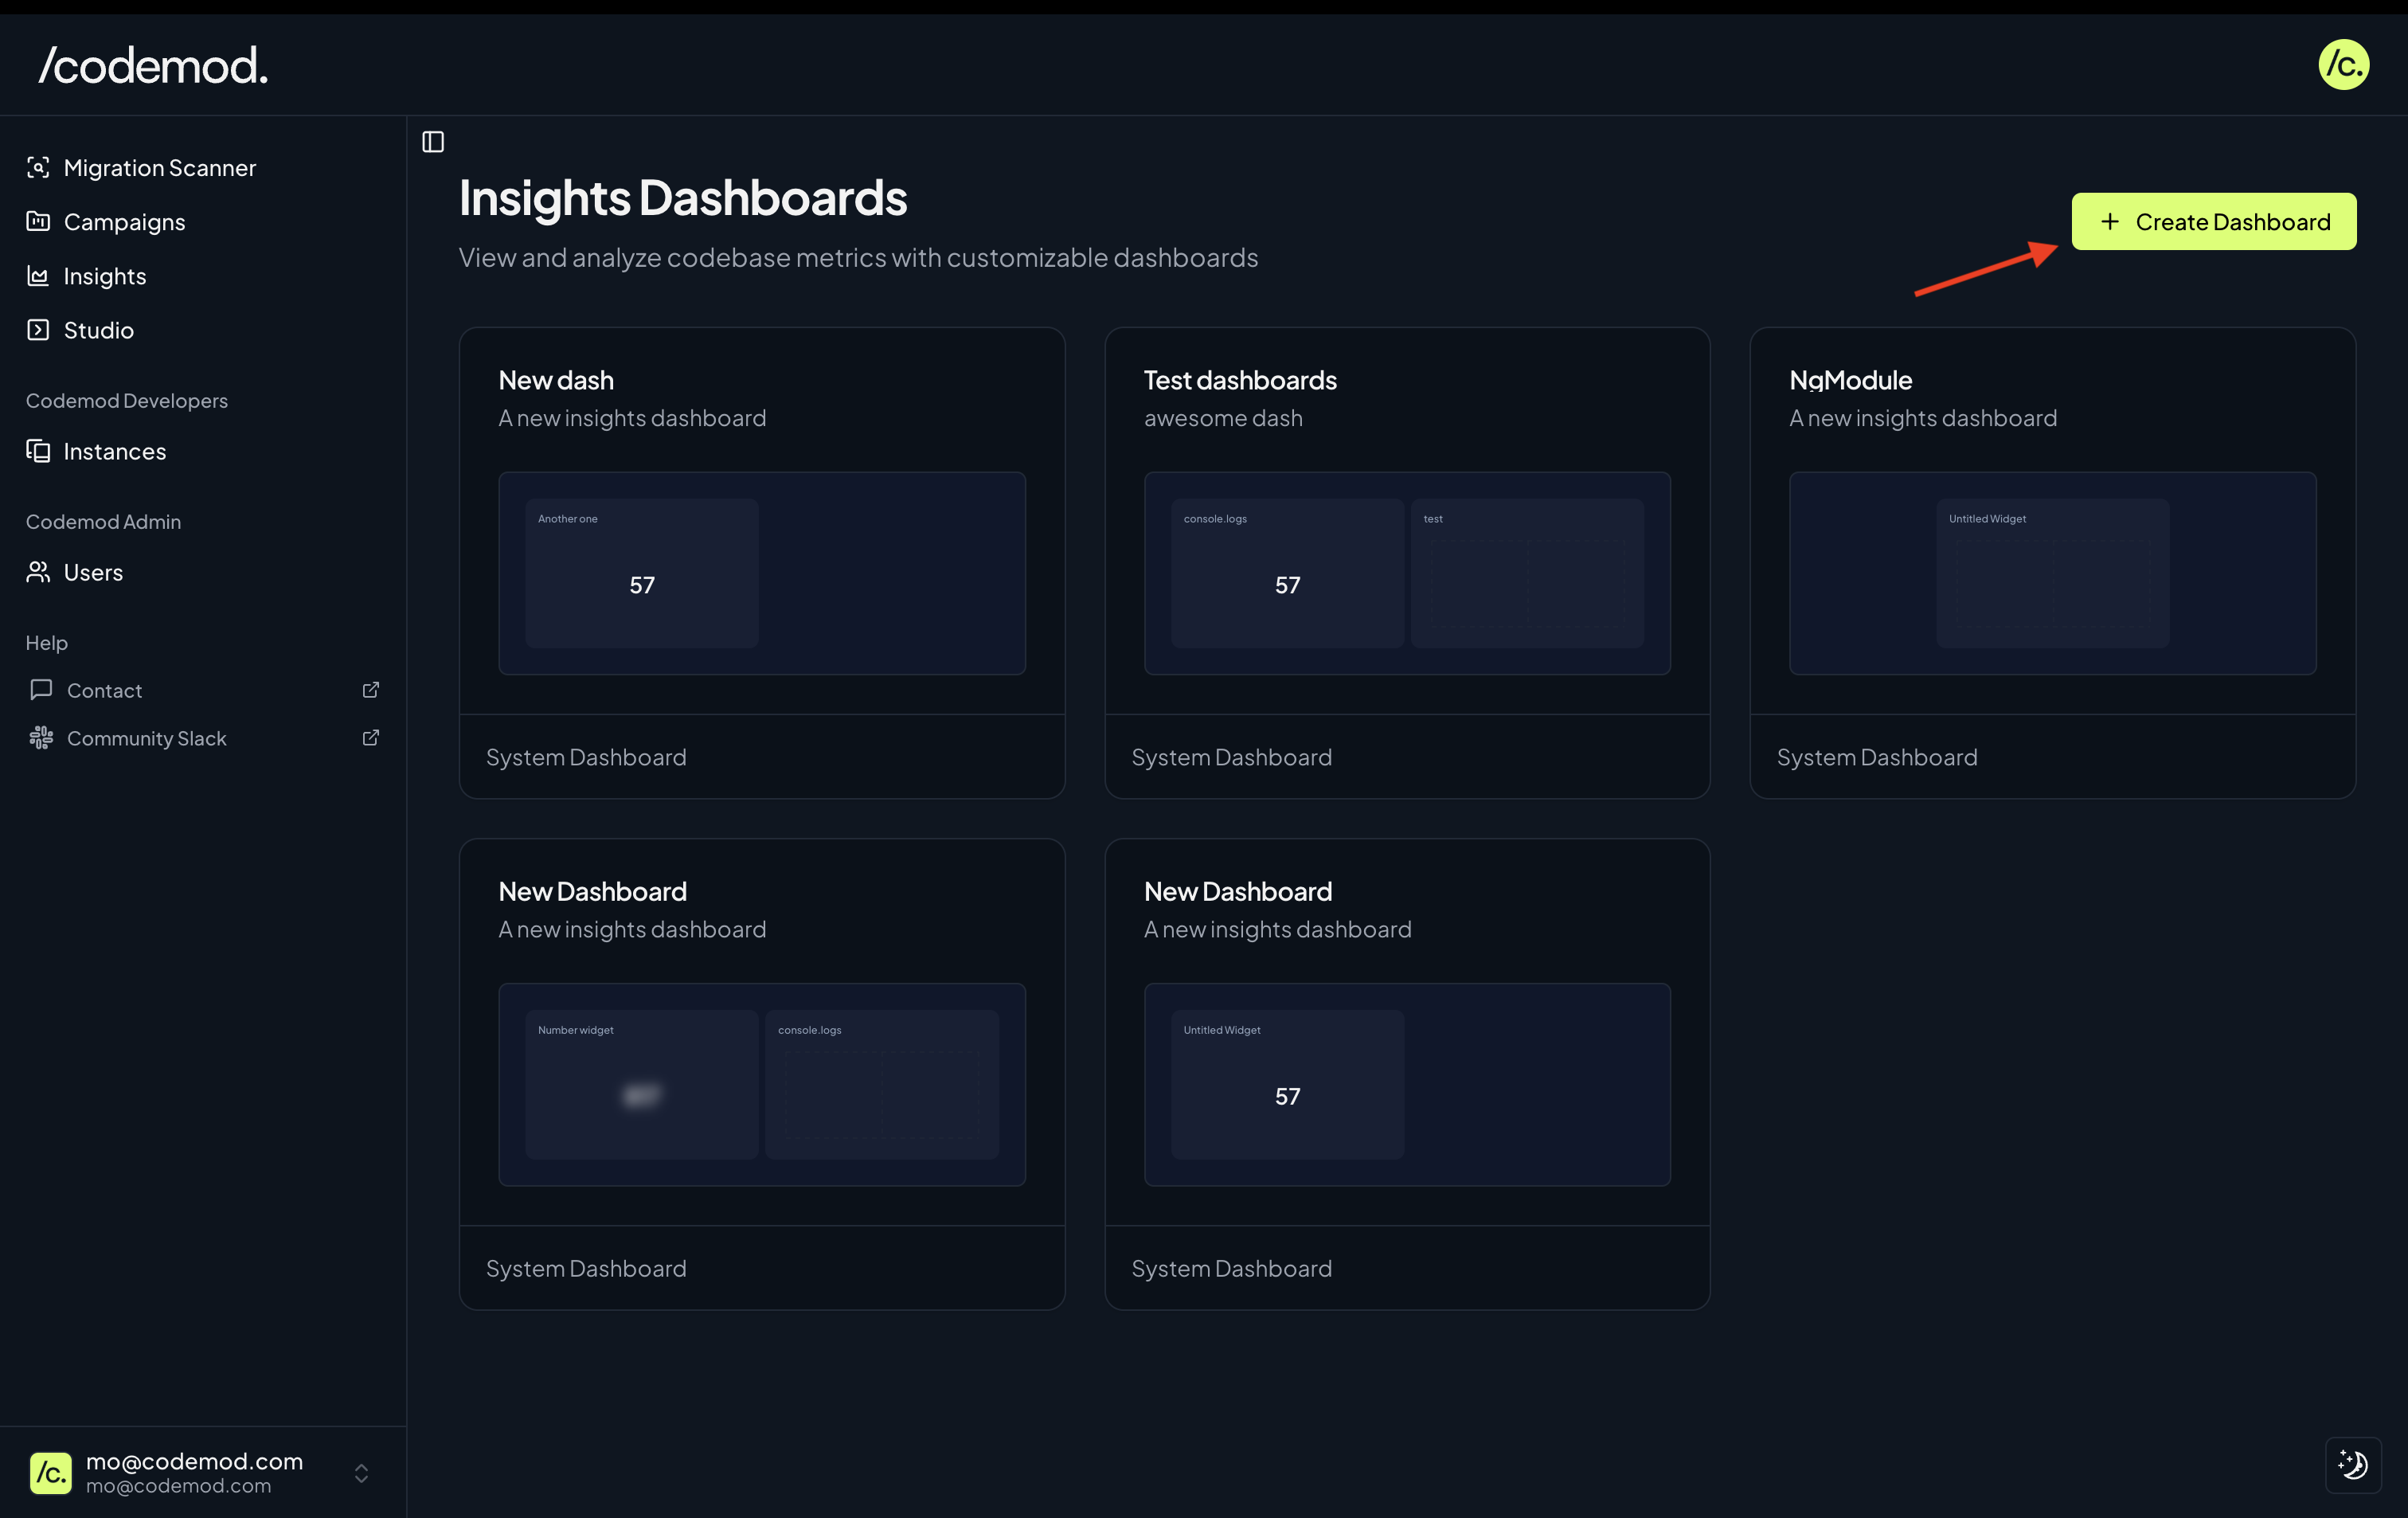 /codemod.
/c.
Migration Scanner
Campaigns
Insights
Studio
Codemod Developers
Instances
Codemod Admin
Users
Help
Contact
Community Slack
mo@codemod.com
mo@codemod.com
/c.
Insights Dashboards
View and analyze codebase metrics with customizable dashboards
+ Create Dashboard
New dash
A new insights dashboard
Another one
57
System Dashboard
Test dashboards
awesome dash
console.logs
test
57
System Dashboard
NgModule
A new insights dashboard
Untitled Widget
System Dashboard
New Dashboard
A new insights dashboard
Number widget
console.logs
System Dashboard
New Dashboard
A new insights dashboard
Untitled Widget
57
System Dashboard